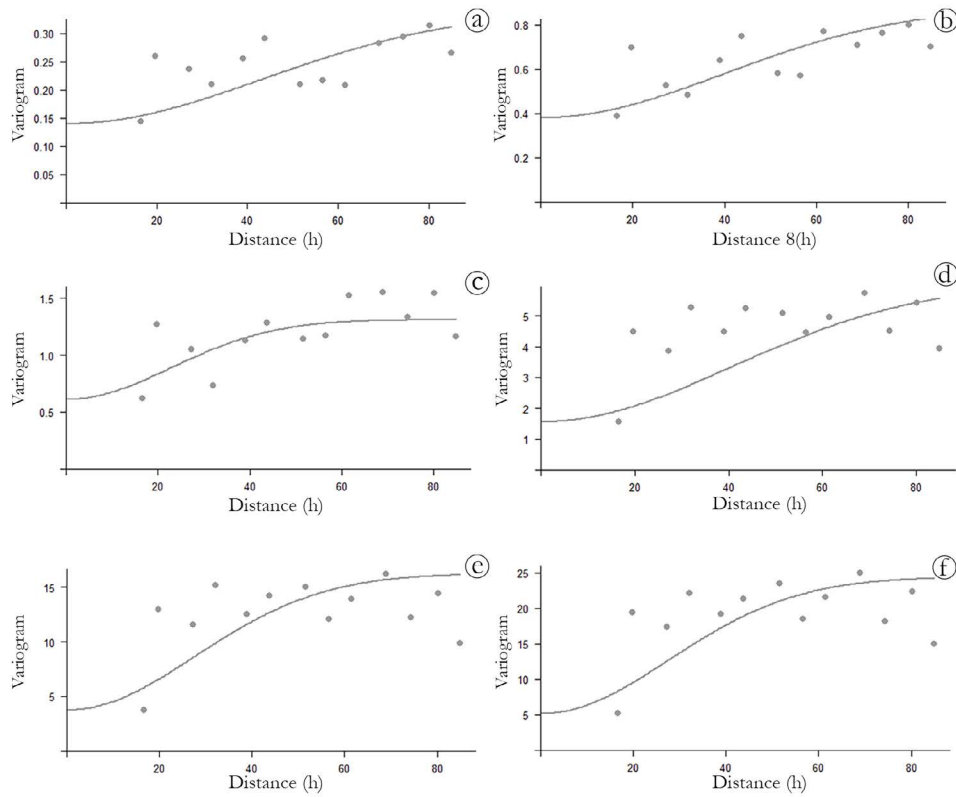 ⓐ
Variogram
0.30
0.25
0.20
0.15
0.10
0.05
20 40 60 80
Distance (h)
ⓑ
Variogram
0.8
0.6
0.4
0.2
20 40 60 80
Distance 8(h)
ⓒ
Variogram
1.5
1.0
0.5
20 40 60 80
Distance (h)
ⓓ
Variogram
5
4
3
2
1
20 40 60 80
Distance (h)
ⓔ
Variogram
15
10
5
20 40 60 80
Distance (h)
ⓕ
Variogram
25
20
15
10
5
20 40 60 80
Distance (h)